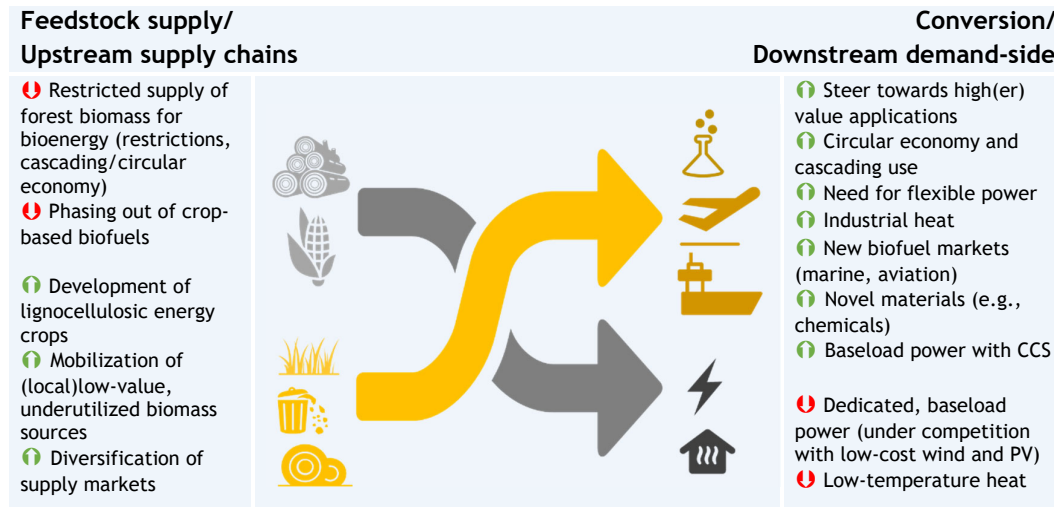 Feedstock supply/
Upstream supply chains
Conversion/
Downstream demand-side
Restricted supply of
forest biomass for
bioenergy (restrictions,
cascading/circular
economy)
Phasing out of crop-
based biofuels
Development of
lignocellulosic energy
crops
Mobilization of
(local)low-value,
underutilized biomass
sources
Diversification of
supply markets
Steer towards high(er)
value applications
Circular economy and
cascading use
Need for flexible power
Industrial heat
New biofuel markets
(marine, aviation)
Novel materials (e.g.,
chemicals)
Baseload power with CCS
Dedicated, baseload
power (under competition
with low-cost wind and PV)
Low-temperature heat